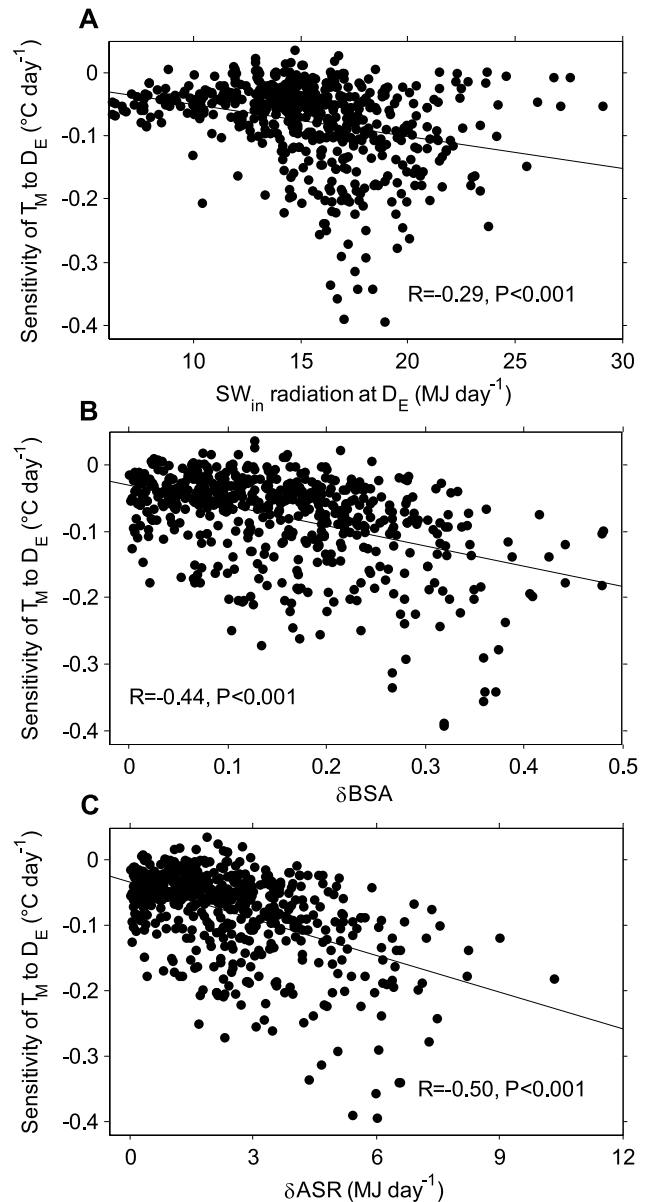 A
Sensitivity of T_M to D_E (°C day⁻¹)
0
-0.1
-0.2
-0.3
-0.4
R=-0.29, P<0.001
10 15 20 25 30
SW_in radiation at D_E (MJ day⁻¹)
B
Sensitivity of T_M to D_E (°C day⁻¹)
0
-0.1
-0.2
-0.3
-0.4
R=-0.44, P<0.001
0 0.1 0.2 0.3 0.4 0.5
δBSA
C
Sensitivity of T_M to D_E (°C day⁻¹)
0
-0.1
-0.2
-0.3
-0.4
R=-0.50, P<0.001
0 3 6 9 12
δASR (MJ day⁻¹)